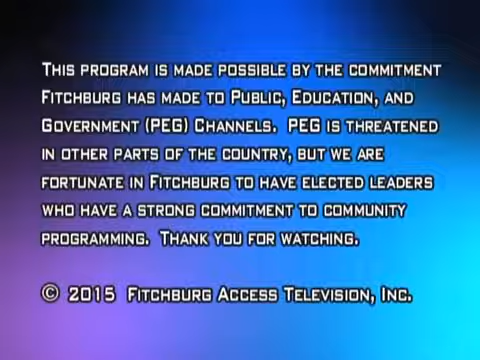 This program is made possible by the commitment
Fitchburg has made to Public, Education, and
Government (PEG) Channels.  PEG is threatened
in other parts of the country, but we are
fortunate in Fitchburg to have elected leaders
who have a strong commitment to community
programming.  Thank you for watching.
© 2015  Fitchburg Access Television, Inc.